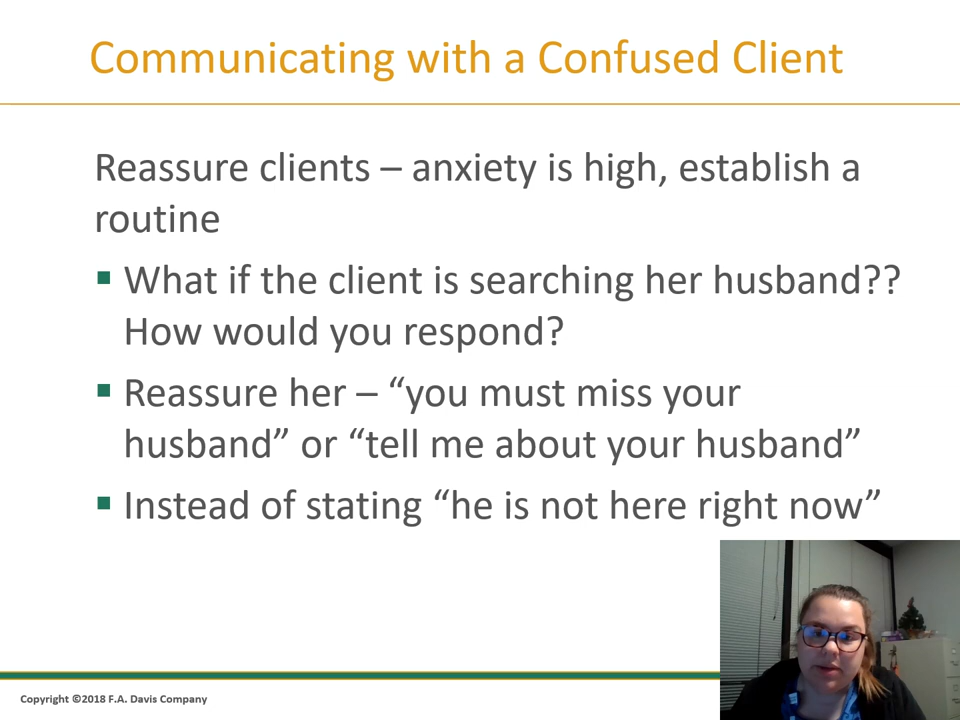 Communicating with a Confused Client
Reassure clients – anxiety is high, establish a
routine
▪ What if the client is searching her husband??
How would you respond?
▪ Reassure her – “you must miss your
husband” or “tell me about your husband”
▪ Instead of stating “he is not here right now”
Copyright ©2018 F.A. Davis Company